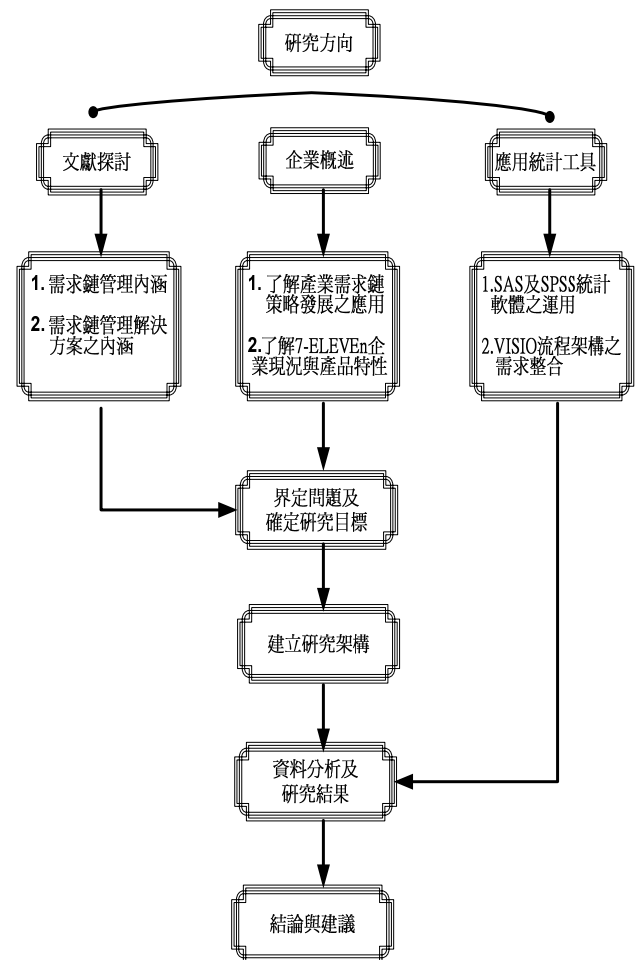 研究方向
文獻探討
企業概述
應用統計工具
1. 需求鏈管理內涵
2. 需求鏈管理解決
方案之內涵
1. 了解產業需求鏈
策略發展之應用
2.了解7-ELEVEn企
業現況與產品特性
1.SAS及SPSS統計
軟體之運用
2.VISIO流程架構之
需求整合
界定問題及
確定研究目標
建立研究架構
資料分析及
研究結果
結論與建議